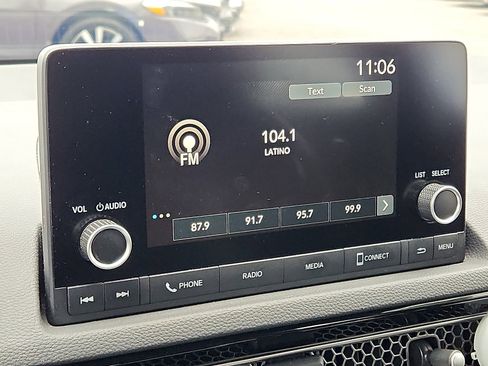 11:06
Text Scan
104.1
LATINO
FM
LIST SELECT
VOL AUDIO
87.9 91.7 95.7 99.9
PHONE RADIO MEDIA CONNECT MENU